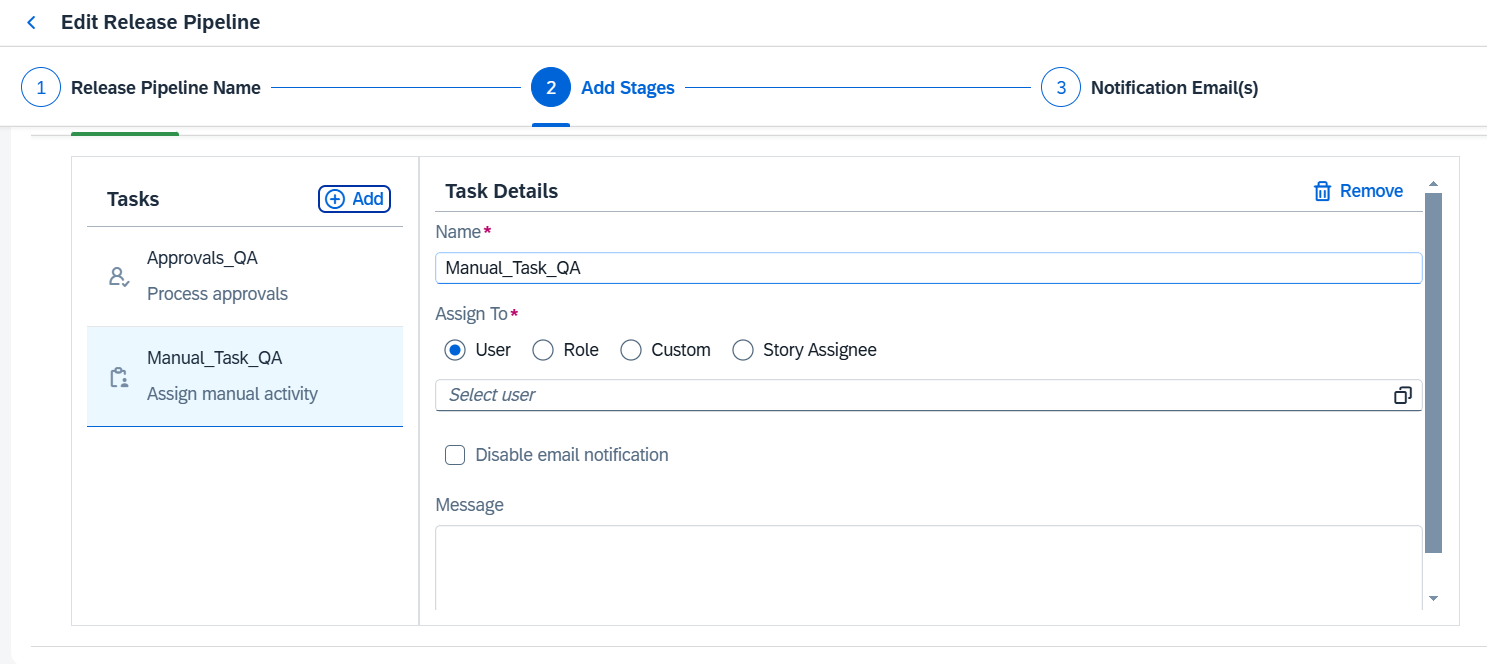 Edit Release Pipeline
1 Release Pipeline Name 2 Add Stages 3 Notification Email(s)
Tasks
Add
Approvals_QA
Process approvals
Manual_Task_QA
Assign manual activity
Task Details
Remove
Name*
Manual_Task_QA
Assign To*
User Role Custom Story Assignee
Select user
Disable email notification
Message